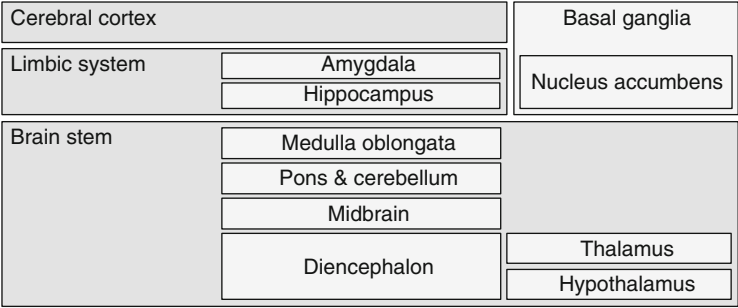 Cerebral cortex
Basal ganglia
Limbic system
Amygdala
Hippocampus
Nucleus accumbens
Brain stem
Medulla oblongata
Pons & cerebellum
Midbrain
Diencephalon
Thalamus
Hypothalamus